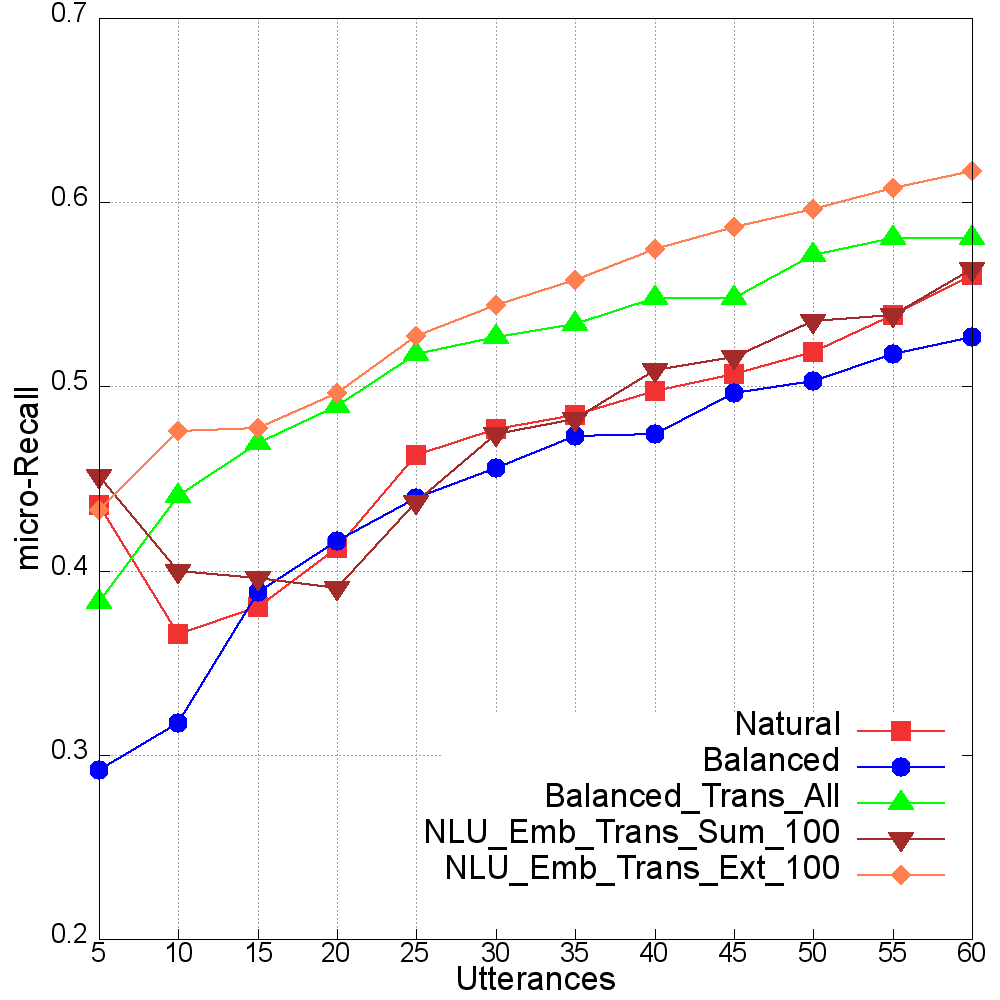 0.7
0.6
0.5
0.4
0.3
0.2
micro-Recall
Natural
Balanced
Balanced_Trans_All
NLU_Emb_Trans_Sum_100
NLU_Emb_Trans_Ext_100
5 10 15 20 25 30 35 40 45 50 55 60
Utterances